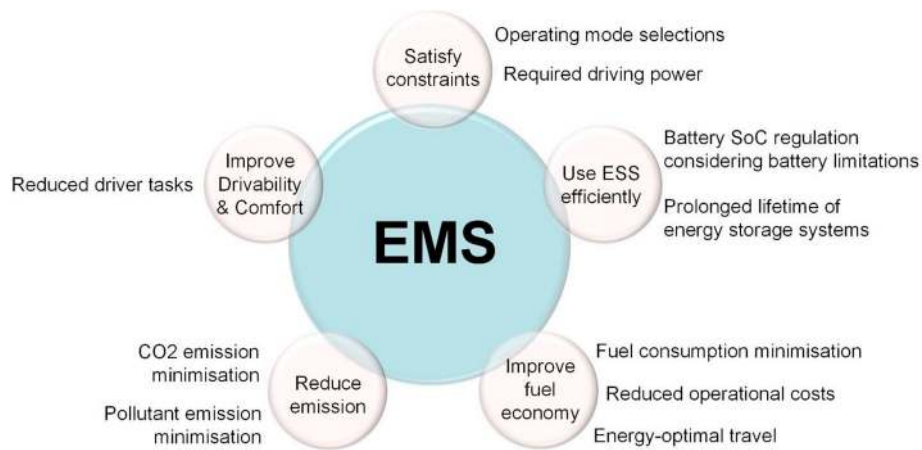 Satisfy
constraints
Operating mode selections
Required driving power
Use ESS
efficiently
Battery SoC regulation
considering battery limitations
Prolonged lifetime of
energy storage systems
Improve
Drivability
& Comfort
Reduced driver tasks
EMS
Reduce
emission
CO2 emission
minimisation
Pollutant emission
minimisation
Improve
fuel
economy
Fuel consumption minimisation
Reduced operational costs
Energy-optimal travel